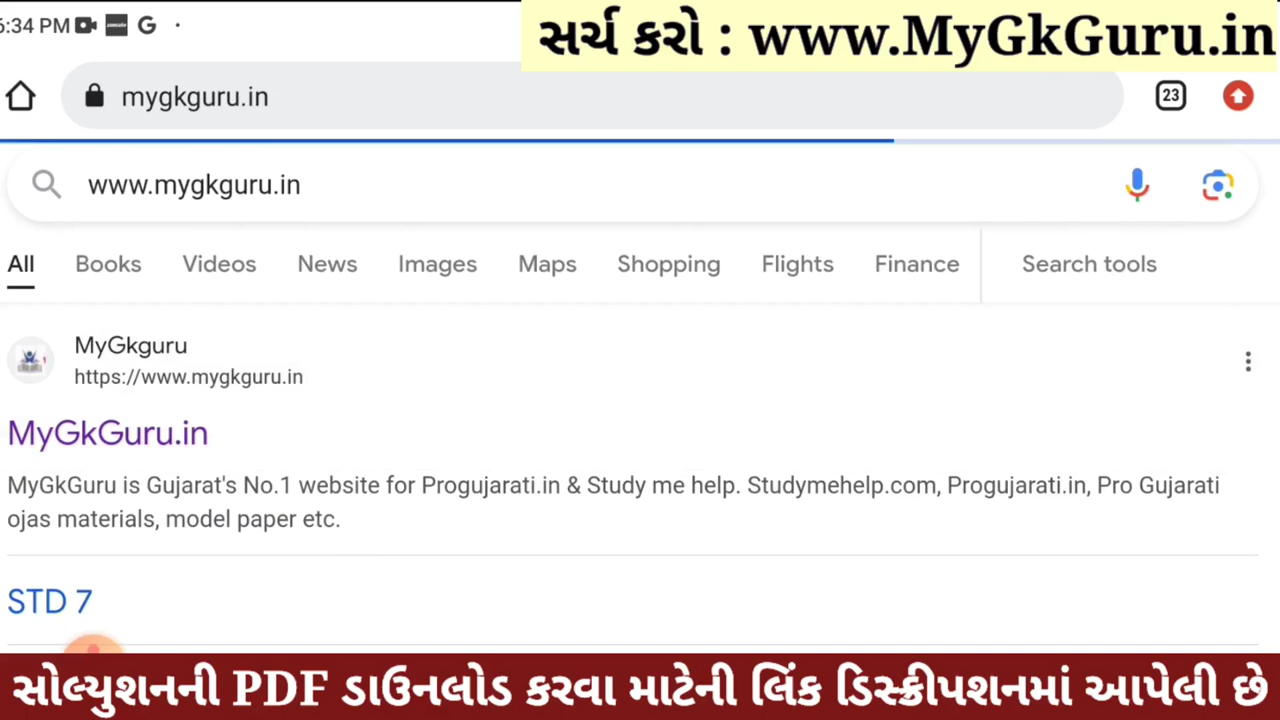 6:34 PM
સર્ચ કરો : www.MyGkGuru.in
mygkguru.in
23
www.mygkguru.in
All Books Videos News Images Maps Shopping Flights Finance Search tools
MyGkguru
https://www.mygkguru.in
MyGkGuru.in
MyGkGuru is Gujarat's No.1 website for Progujarati.in & Study me help. Studymehelp.com, Progujarati.in, Pro Gujarati
ojas materials, model paper etc.
STD 7
સોલ્યુશનની PDF ડાઉનલોડ કરવા માટેની લિંક ડિસ્ક્રીપશનમાં આપેલી છે